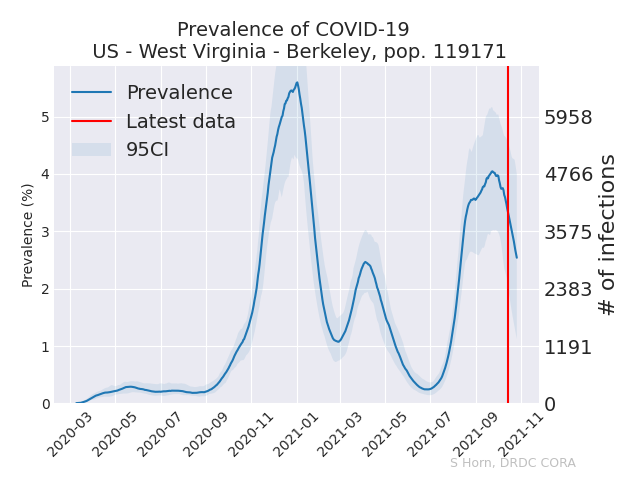 Prevalence of COVID-19
US - West Virginia - Berkeley, pop. 119171
Prevalence
Latest data
95CI
Prevalence (%)
5
4
3
2
1
0
5958
4766
3575
2383
1191
0
# of infections
2020-03
2020-05
2020-07
2020-09
2020-11
2021-01
2021-03
2021-05
2021-07
2021-09
2021-11
S Horn, DRDC CORA